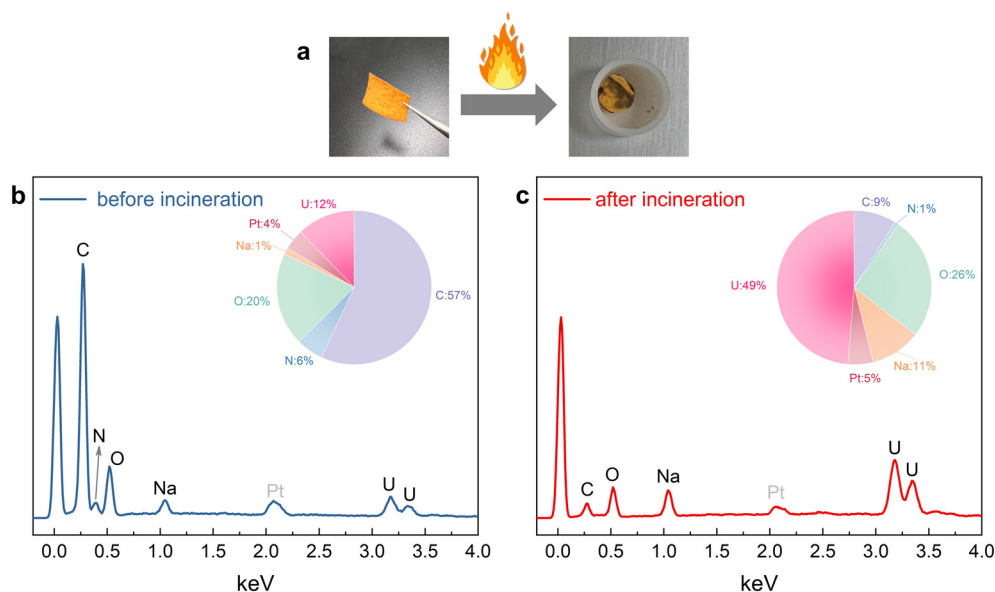 a
b
before incineration
U:12%
Pt:4%
Na:1%
O:20%
N:6%
C:57%
C
N
O
Na
Pt
U
U
0.0 0.5 1.0 1.5 2.0 2.5 3.0 3.5 4.0
keV
c
after incineration
C:9%
N:1%
O:26%
U:49%
Na:11%
Pt:5%
C
O
Na
Pt
U
U
0.0 0.5 1.0 1.5 2.0 2.5 3.0 3.5 4.0
keV